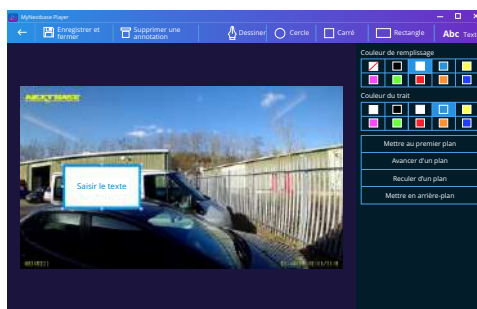 MyNextbase Player
Enregistrer et fermer
Supprimer une annotation
Dessiner
Cercle
Carré
Rectangle
Abc Text
Couleur de remplissage
NEXTBASE
Couleur du trait
Mettre au premier plan
Avancer d'un plan
Saisir le texte
Reculer d'un plan
Mettre en arrière-plan